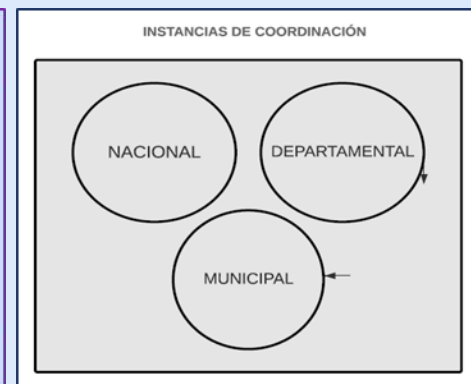 INSTANCIAS DE COORDINACIÓN
NACIONAL
DEPARTAMENTAL
MUNICIPAL